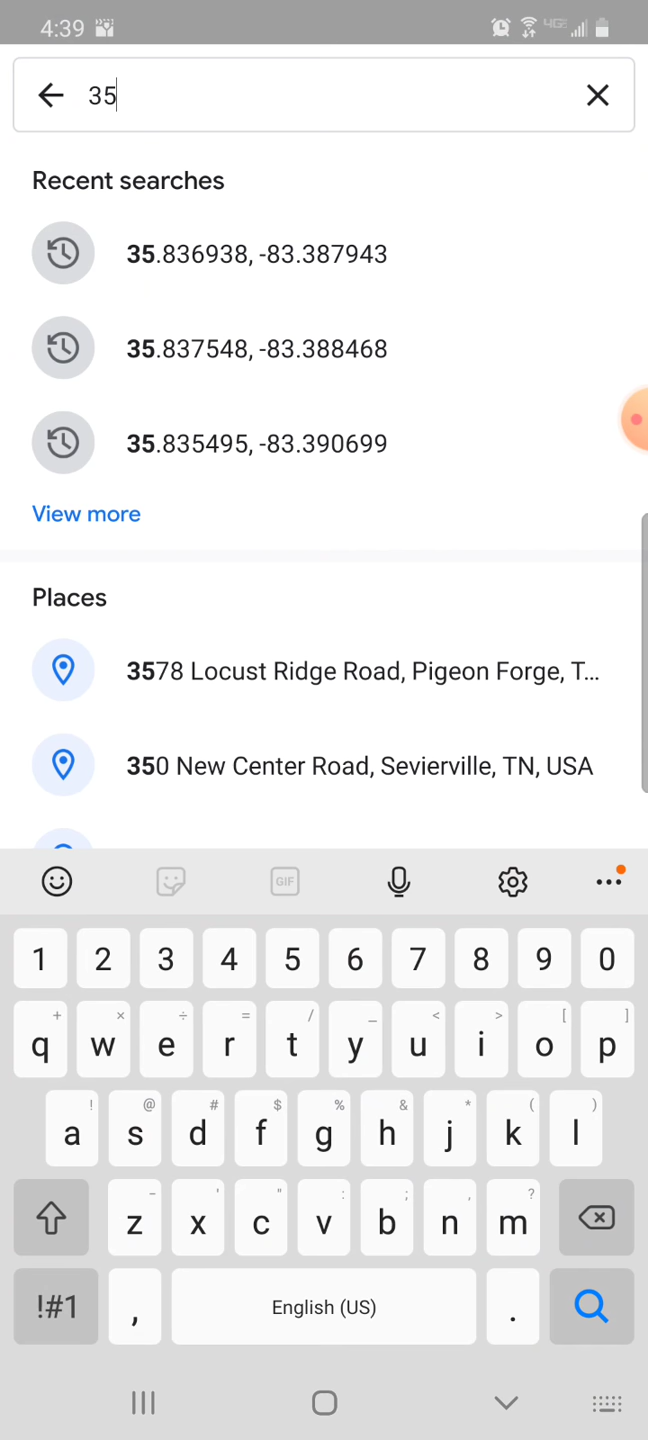 4:39 4GE
35
Recent searches
35.836938, -83.387943
35.837548, -83.388468
35.835495, -83.390699
View more
Places
3578 Locust Ridge Road, Pigeon Forge, T...
350 New Center Road, Sevierville, TN, USA
GIF
1 2 3 4 5 6 7 8 9 0
+ × ÷ = / _ < > [ ]
q w e r t y u i o p
! @ # $ % & * ( )
a s d f g h j k l
- ' " : ; , ?
z x c v b n m
!#1 , English (US) .